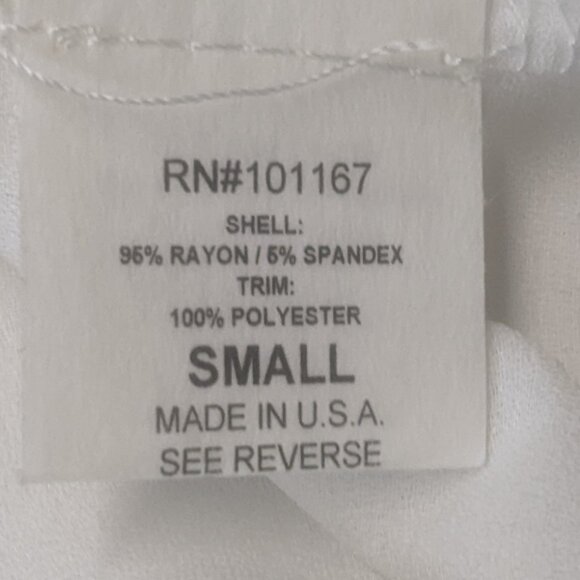 RN#101167
SHELL:
95% RAYON / 5% SPANDEX
TRIM:
100% POLYESTER
SMALL
MADE IN U.S.A.
SEE REVERSE